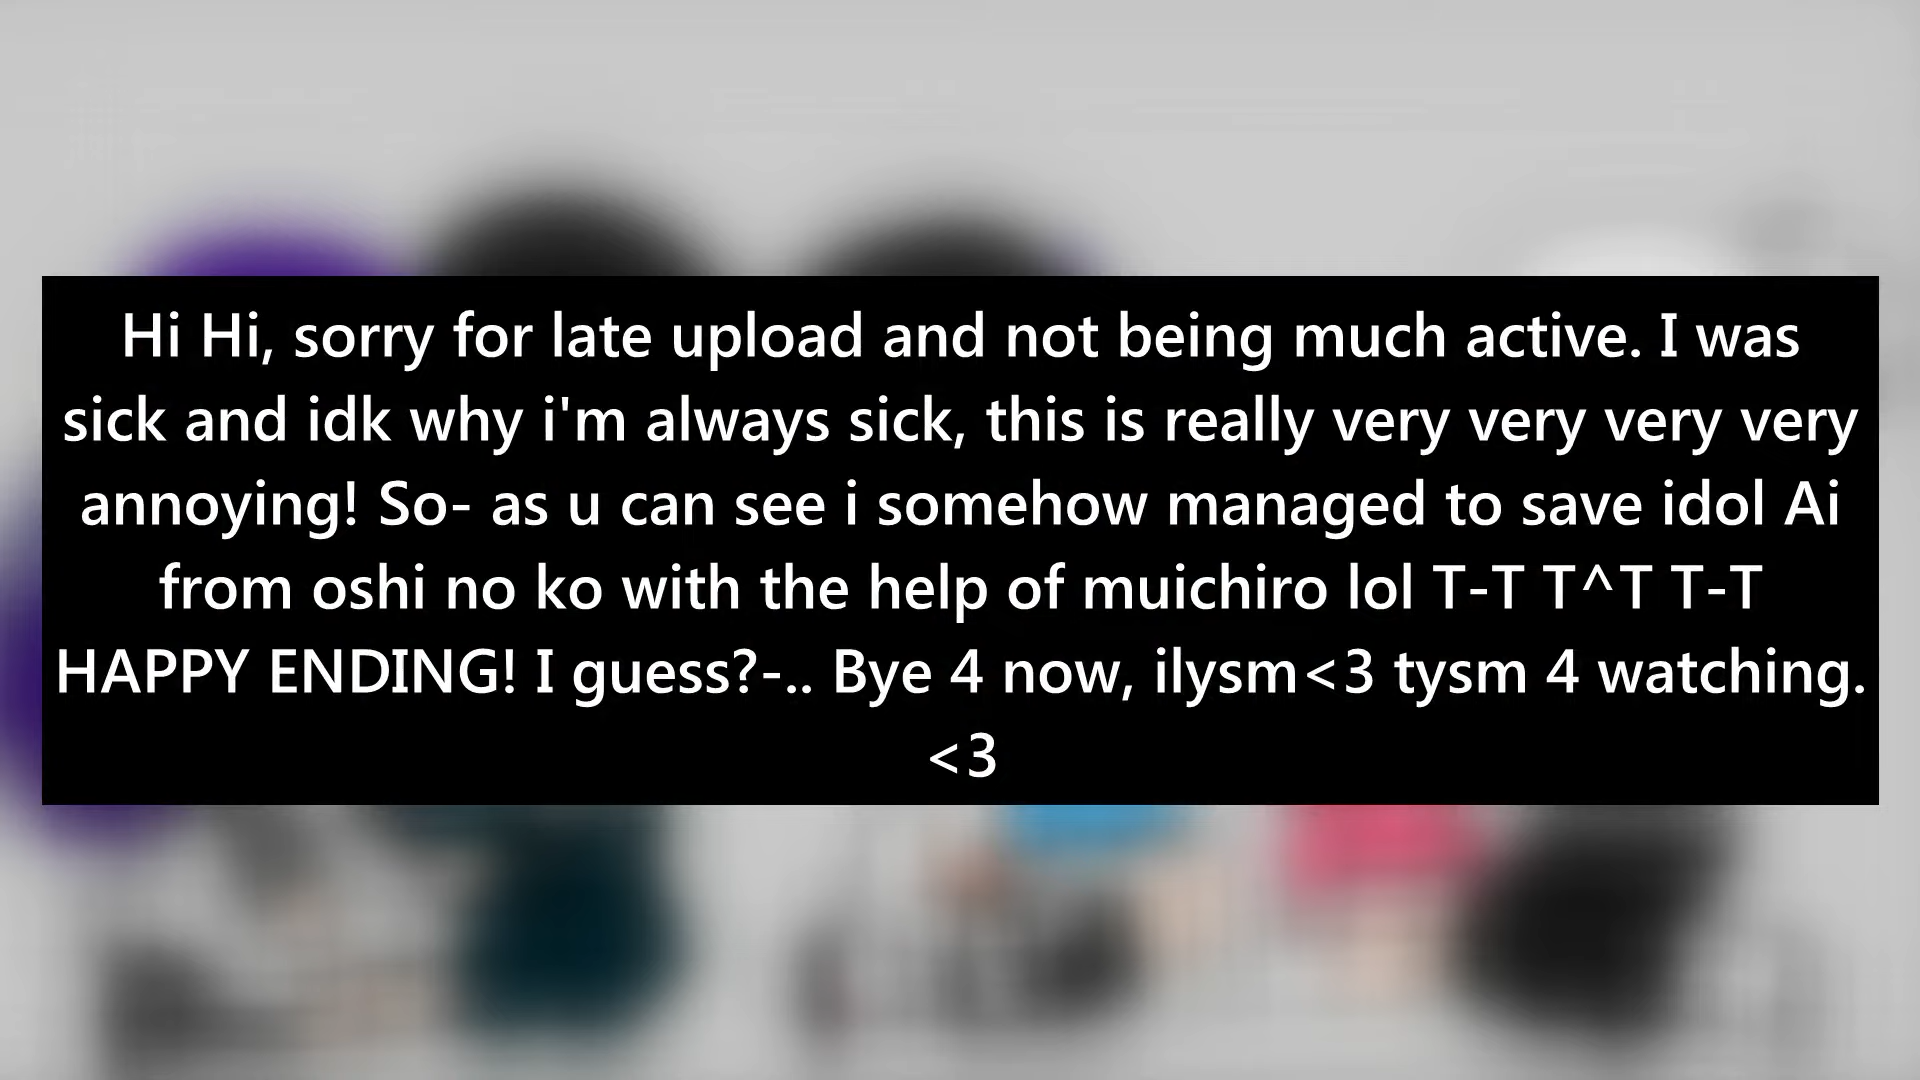 Hi Hi, sorry for late upload and not being much active. I was
sick and idk why i'm always sick, this is really very very very very
annoying! So- as u can see i somehow managed to save idol Ai
from oshi no ko with the help of muichiro lol T-T T^T T-T
HAPPY ENDING! I guess?-.. Bye 4 now, ilysm<3 tysm 4 watching.
<3